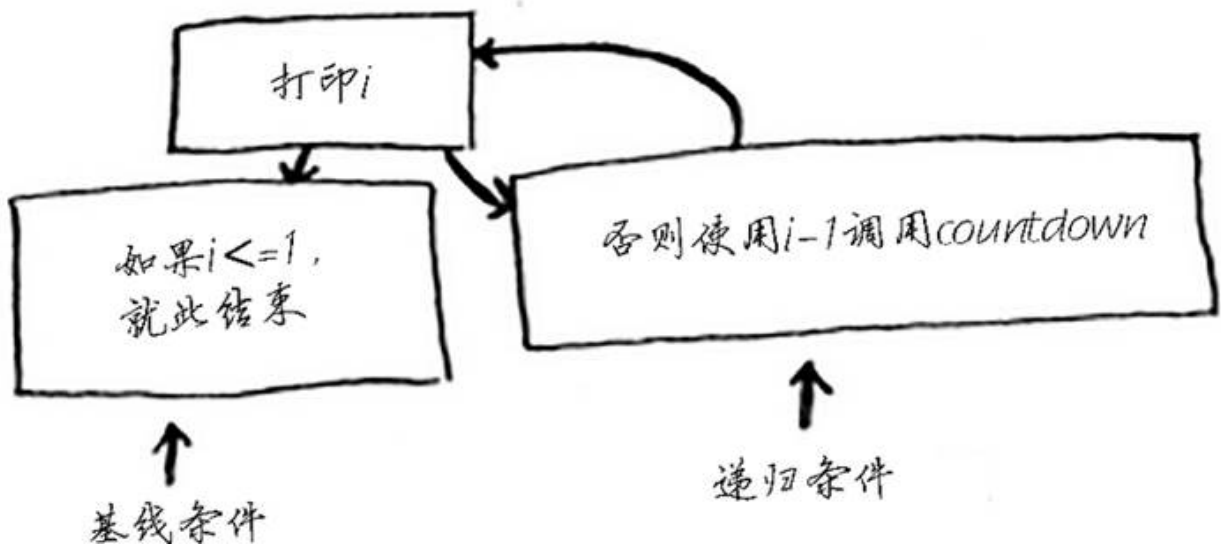 打印i
如果i<=1,
就此结束
否则使用i-1调用countdown
基线条件
递归条件